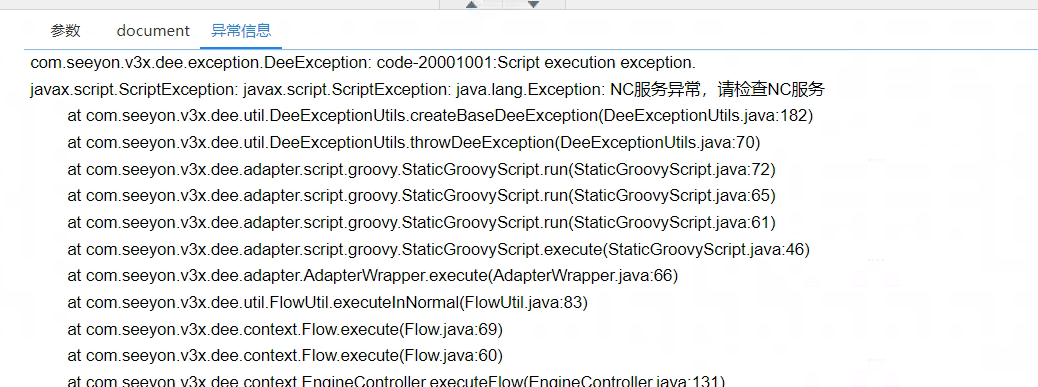 参数 document 异常信息
com.seeyon.v3x.dee.exception.DeeException: code-20001001:Script execution exception.
javax.script.ScriptException: javax.script.ScriptException: java.lang.Exception: NC服务异常，请检查NC服务
at com.seeyon.v3x.dee.util.DeeExceptionUtils.createBaseDeeException(DeeExceptionUtils.java:182)
at com.seeyon.v3x.dee.util.DeeExceptionUtils.throwDeeException(DeeExceptionUtils.java:70)
at com.seeyon.v3x.dee.adapter.script.groovy.StaticGroovyScript.run(StaticGroovyScript.java:72)
at com.seeyon.v3x.dee.adapter.script.groovy.StaticGroovyScript.run(StaticGroovyScript.java:65)
at com.seeyon.v3x.dee.adapter.script.groovy.StaticGroovyScript.run(StaticGroovyScript.java:61)
at com.seeyon.v3x.dee.adapter.script.groovy.StaticGroovyScript.execute(StaticGroovyScript.java:46)
at com.seeyon.v3x.dee.adapter.AdapterWrapper.execute(AdapterWrapper.java:66)
at com.seeyon.v3x.dee.util.FlowUtil.executeInNormal(FlowUtil.java:83)
at com.seeyon.v3x.dee.context.Flow.execute(Flow.java:69)
at com.seeyon.v3x.dee.context.Flow.execute(Flow.java:60)
at com.seeyon.v3x.dee.context.EngineController.executeFlow(EngineController.java:131)